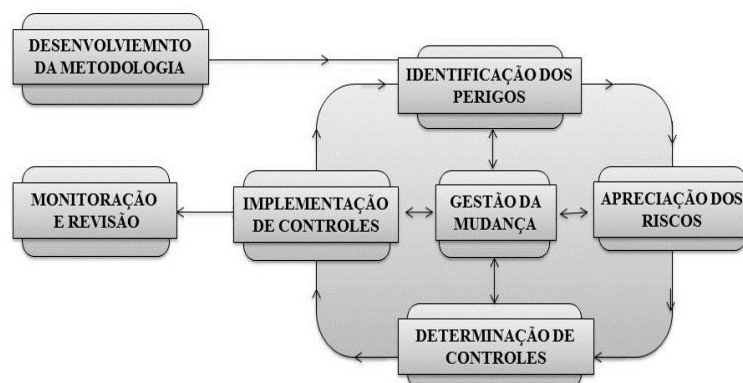 DESENVOLVIEMNTO
DA METODOLOGIA
IDENTIFICAÇÃO DOS
PERIGOS
MONITORAÇÃO
E REVISÃO
IMPLEMENTAÇÃO
DE CONTROLES
GESTÃO DA
MUDANÇA
APRECIAÇÃO DOS
RISCOS
DETERMINAÇÃO DE
CONTROLES